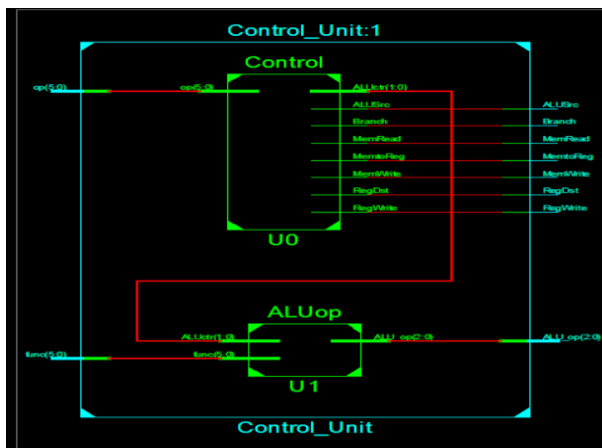 Control_Unit:1
Control
op(5:0) op(5:0) ALUctr(1:0)
ALUSrc ALUSrc
Branch Branch
MemRead MemRead
MemtoReg MemtoReg
MemWrite MemWrite
RegDst RegDst
RegWrite RegWrite
U0
ALUop
ALUctr(1:0) ALU_op(2:0) ALU_op(2:0)
func(5:0) func(5:0)
U1
Control_Unit